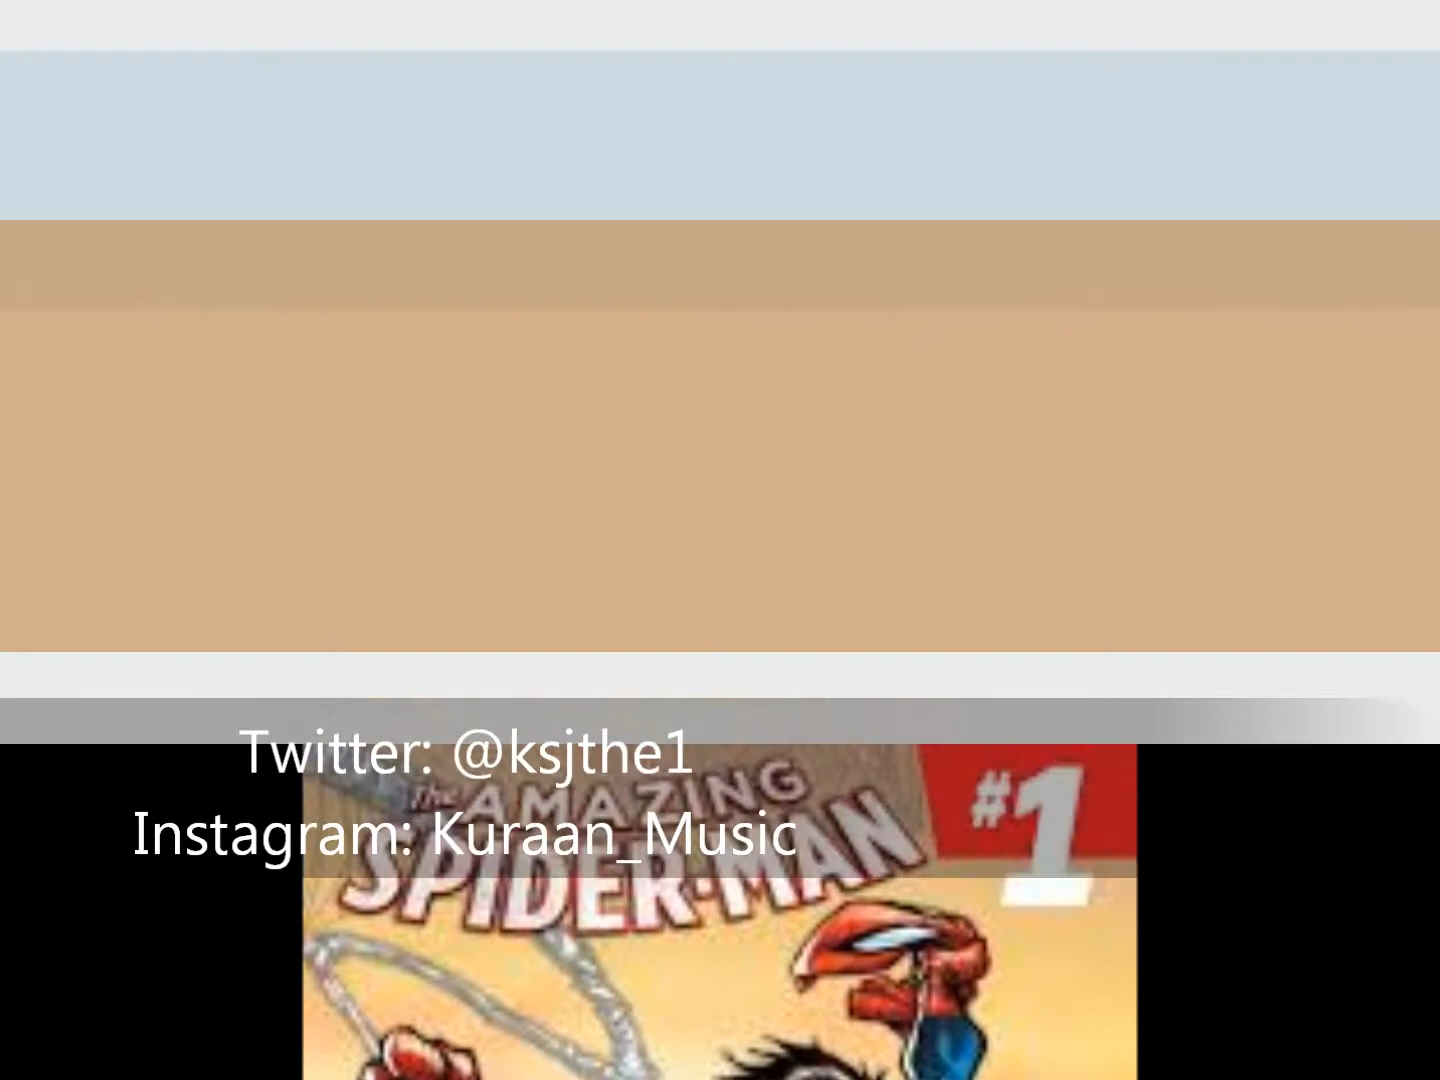 Twitter: @ksjthe1
the AMAZING
#1
Instagram: Kuraan_Music
SPIDER-MAN